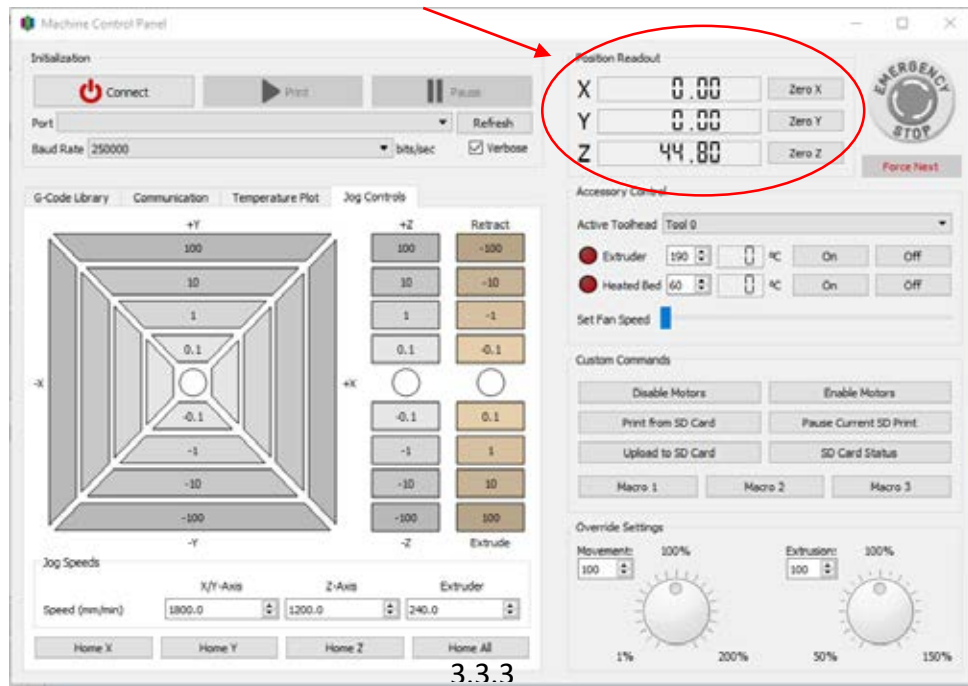 Machine Control Panel
Initialization
Connect
Print
Pause
Port
Refresh
Baud Rate 250000 bits/sec Verbose
Position Readout
X 0.00 Zero X
Y 0.00 Zero Y
Z 44.80 Zero Z
EMERGENCY STOP
Force Next
G-Code Library Communication Temperature Plot Jog Controls
+Y +Z Retract
100 100 -100
10 10 -10
1 1 -1
0.1 0.1 -0.1
-X +X
-0.1 -0.1 0.1
-1 -1 1
-10 -10 10
-100 -100 100
-Y -Z Extrude
Jog Speeds
X/Y-Axis Z-Axis Extruder
Speed (mm/min) 1800.0 1200.0 240.0
Home X Home Y Home Z Home All
Accessory Control
Active Toolhead Tool 0
Extruder 190 0 ºC On Off
Heated Bed 60 0 ºC On Off
Set Fan Speed
Custom Commands
Disable Motors Enable Motors
Print from SD Card Pause Current SD Print
Upload to SD Card SD Card Status
Macro 1 Macro 2 Macro 3
Override Settings
Movement: 100% Extrusion: 100%
100 100
1% 200% 50% 150%
3.3.3